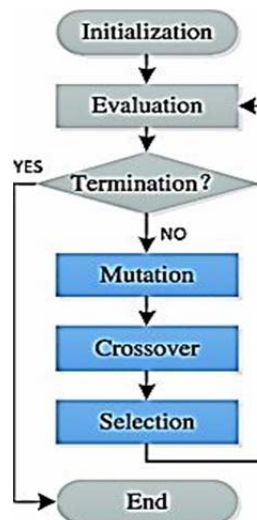 Initialization
Evaluation
YES
Termination?
NO
Mutation
Crossover
Selection
End